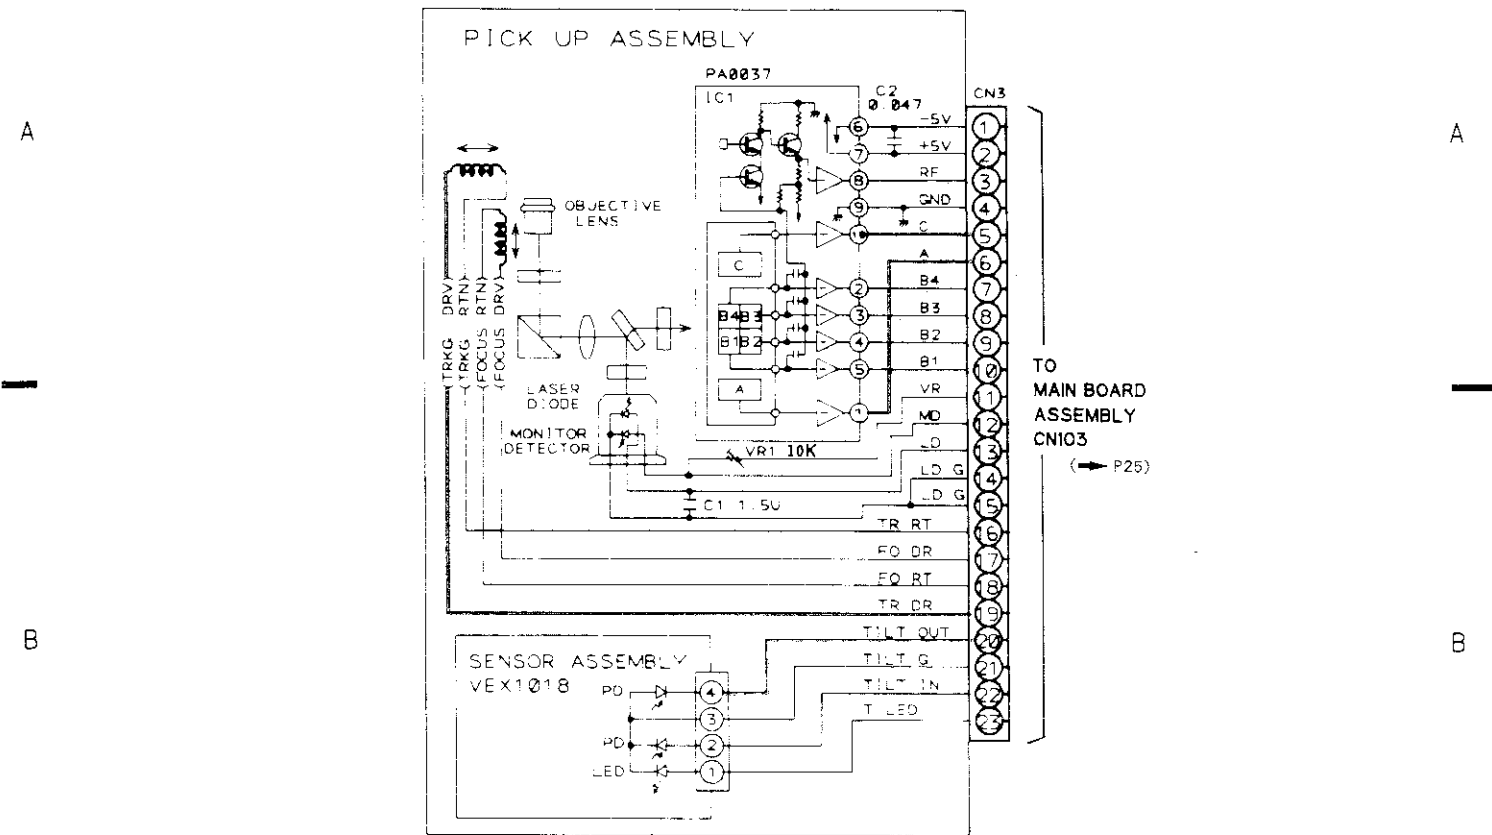 PICK UP ASSEMBLY
PA0037
IC1
C2
0.047
CN3
A
A
6
-5V
1
7
+5V
2
8
RF
3
9
GND
4
C
5
A
6
OBJECTIVE
LENS
C
2
B4
7
B4
B3
3
B3
8
B1
B2
4
B2
9
5
B1
10
A
1
VR
11
MD
12
LD
13
LD G
14
LD G
15
TR RT
16
FO DR
17
FO RT
18
TR DR
19
TRKG DRV
TRKG RTN
FOCUS RTN
FOCUS DRV
LASER
DIODE
MONITOR
DETECTOR
VR1 10K
C1 1.5U
TO
MAIN BOARD
ASSEMBLY
CN103
(➡ P25)
B
B
TILT OUT
20
TILT G
21
TILT IN
22
T LED
23
SENSOR ASSEMBLY
VEX1018
PD
4
3
PD
2
LED
1